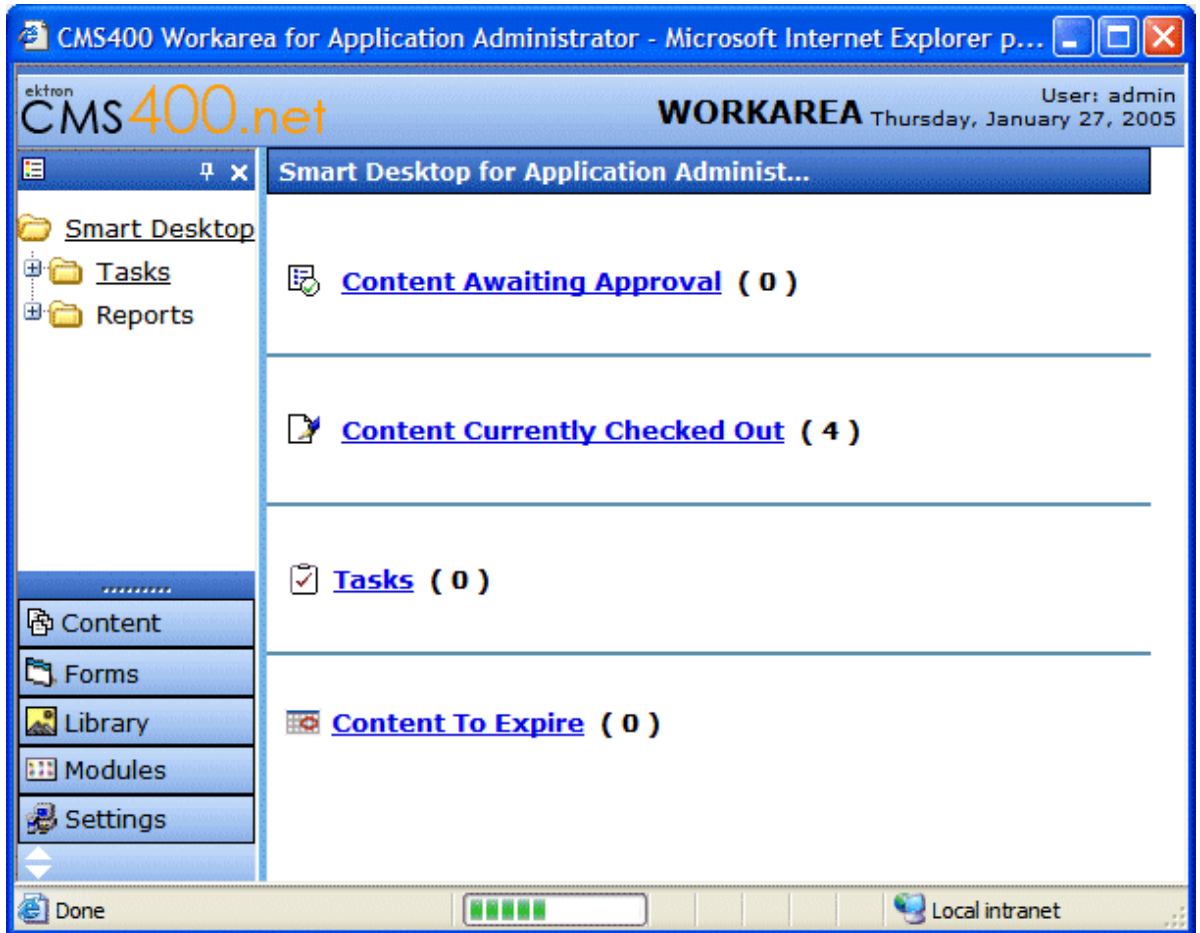 CMS400 Workarea for Application Administrator - Microsoft Internet Explorer p...
ektron
CMS400.net
WORKAREA
User: admin
Thursday, January 27, 2005
Smart Desktop for Application Administ...
Smart Desktop
Tasks
Reports
Content Awaiting Approval ( 0 )
Content Currently Checked Out ( 4 )
Tasks ( 0 )
Content To Expire ( 0 )
Content
Forms
Library
Modules
Settings
Done
Local intranet